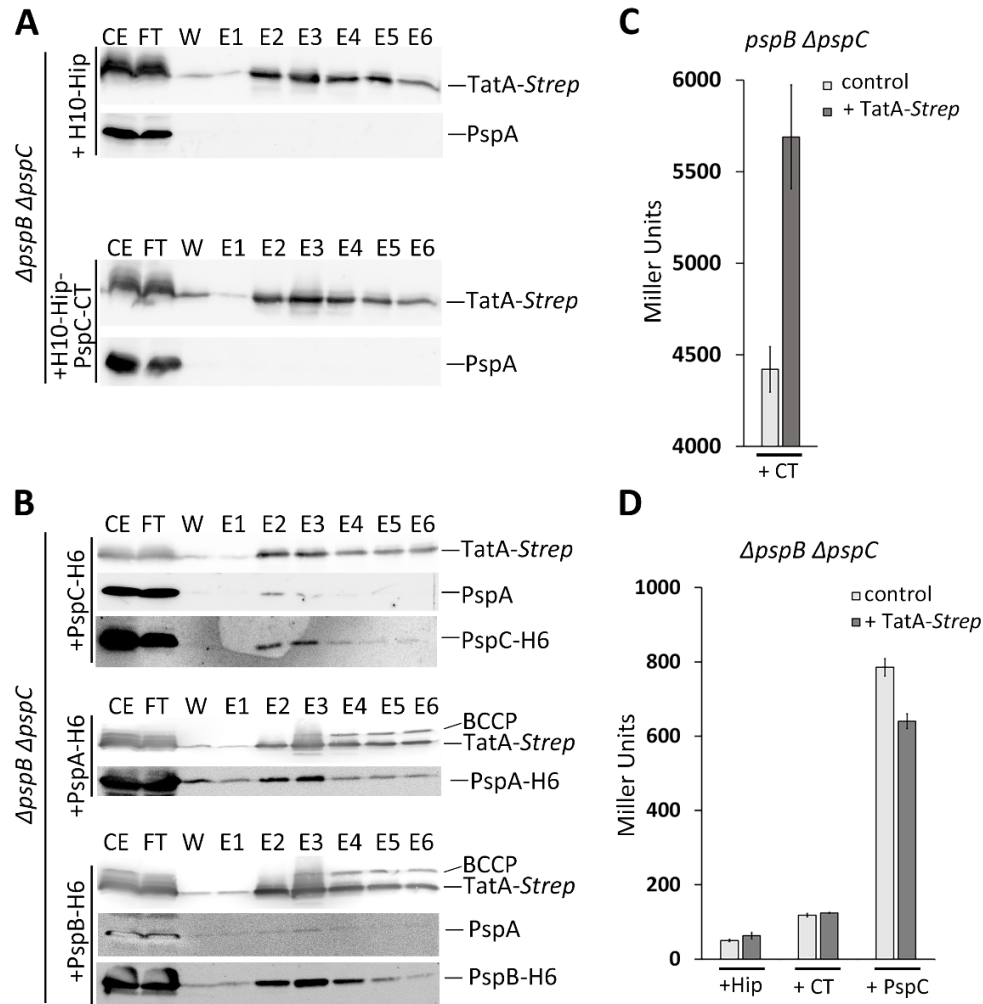 A
CE FT W E1 E2 E3 E4 E5 E6
TatA-Strep
PspA
+ H10-Hip
CE FT W E1 E2 E3 E4 E5 E6
TatA-Strep
PspA
+H10-Hip-
PspC-CT
ΔpspB ΔpspC
B
CE FT W E1 E2 E3 E4 E5 E6
TatA-Strep
PspA
PspC-H6
+PspC-H6
CE FT W E1 E2 E3 E4 E5 E6
BCCP
TatA-Strep
PspA-H6
+PspA-H6
CE FT W E1 E2 E3 E4 E5 E6
BCCP
TatA-Strep
PspA
PspB-H6
+PspB-H6
ΔpspB ΔpspC
C
pspB ΔpspC
control
+ TatA-Strep
Miller Units
6000
5500
5000
4500
4000
+ CT
D
ΔpspB ΔpspC
control
+ TatA-Strep
Miller Units
1000
800
600
400
200
0
+Hip + CT + PspC